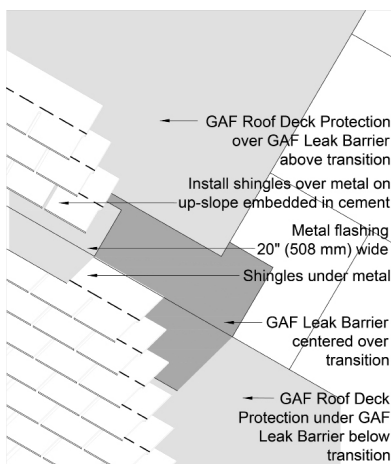 GAF Roof Deck Protection
over GAF Leak Barrier
above transition
Install shingles over metal on
up-slope embedded in cement
Metal flashing
20" (508 mm) wide
Shingles under metal
GAF Leak Barrier
centered over
transition
GAF Roof Deck
Protection under GAF
Leak Barrier below
transition